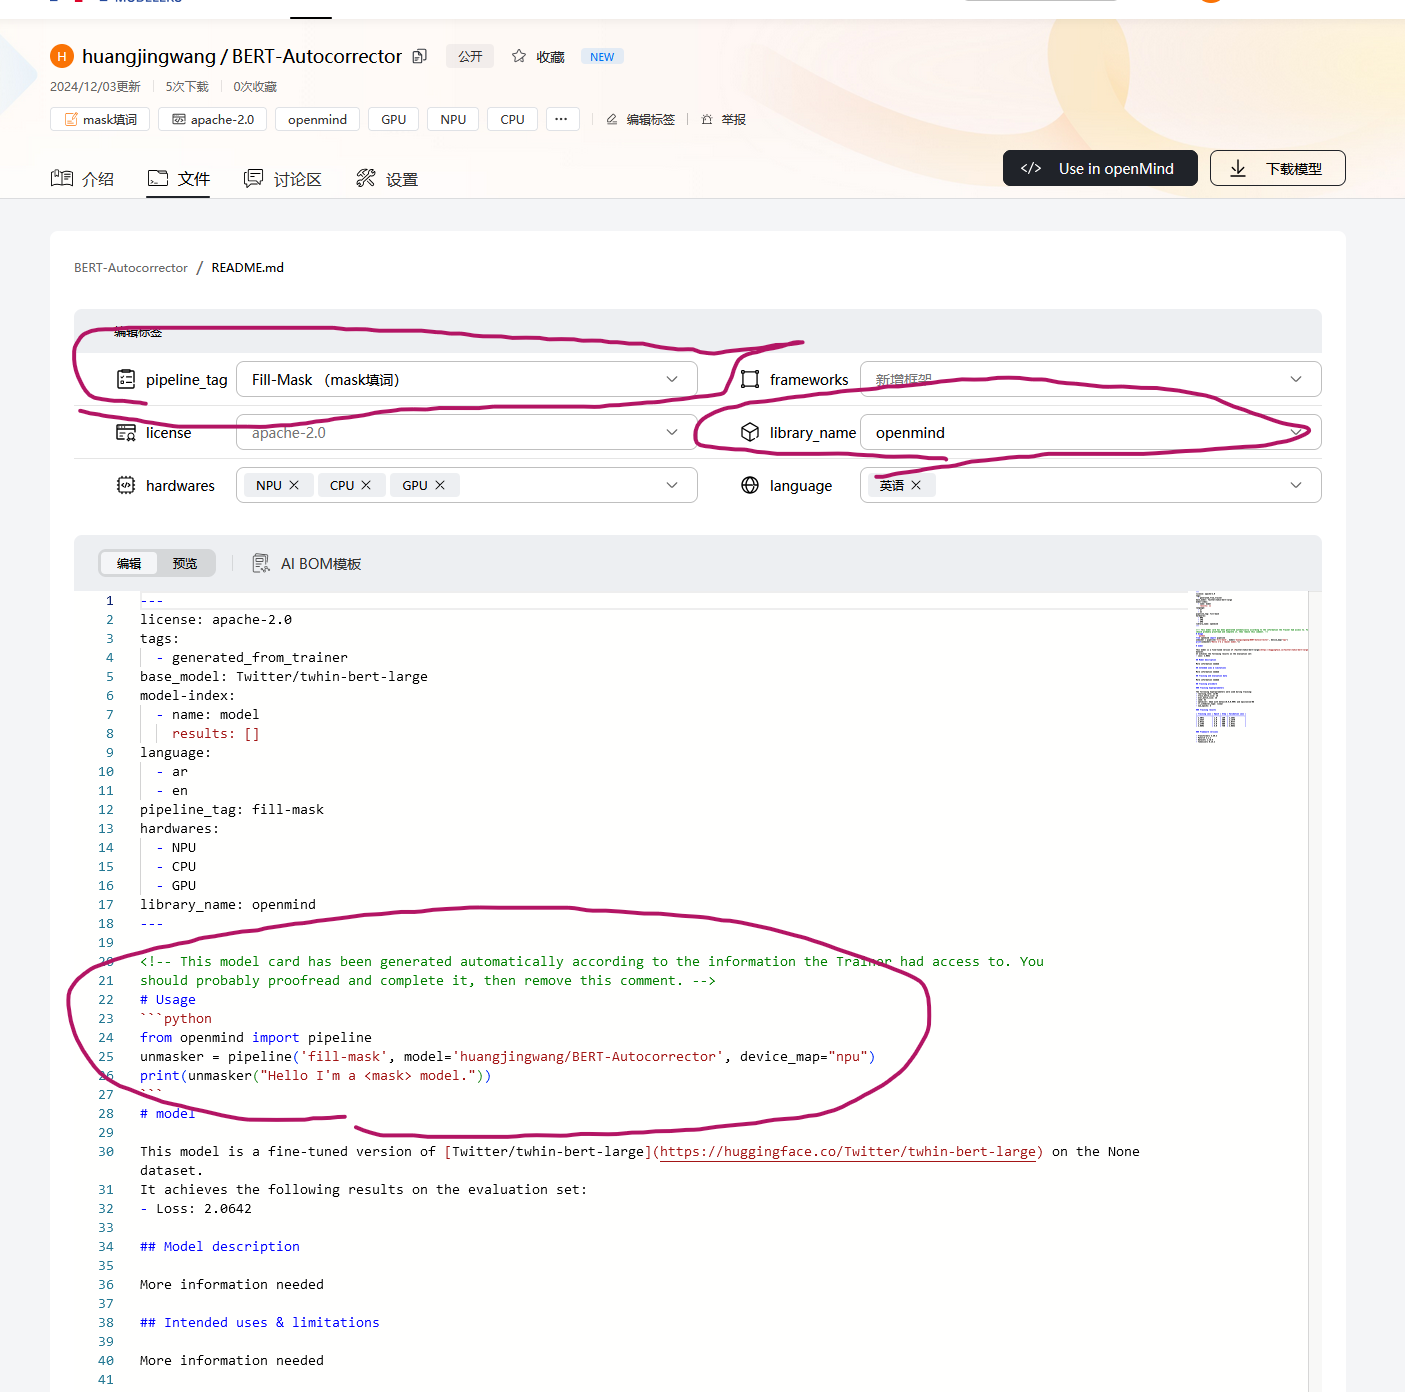 H huangjingwang / BERT-Autocorrector 公开 收藏 NEW
2024/12/03更新 5次下载 0次收藏
mask填词 apache-2.0 openmind GPU NPU CPU ··· 编辑标签 举报
介绍 文件 讨论区 设置 </> Use in openMind 下载模型
BERT-Autocorrector / README.md
编辑标签
pipeline_tag Fill-Mask （mask填词） frameworks 新增框架
license apache-2.0 library_name openmind
hardwares NPU CPU GPU language 英语
编辑 预览 AI BOM模板
1 ---
2 license: apache-2.0
3 tags:
4 - generated_from_trainer
5 base_model: Twitter/twhin-bert-large
6 model-index:
7 - name: model
8 results: []
9 language:
10 - ar
11 - en
12 pipeline_tag: fill-mask
13 hardwares:
14 - NPU
15 - CPU
16 - GPU
17 library_name: openmind
18 ---
19
20 <!-- This model card has been generated automatically according to the information the Trainer had access to. You
21 should probably proofread and complete it, then remove this comment. -->
22 # Usage
23 ```python
24 from openmind import pipeline
25 unmasker = pipeline('fill-mask', model='huangjingwang/BERT-Autocorrector', device_map="npu")
26 print(unmasker("Hello I'm a <mask> model."))
27 ```
28 # model
29
30 This model is a fine-tuned version of [Twitter/twhin-bert-large](https://huggingface.co/Twitter/twhin-bert-large) on the None
dataset.
31 It achieves the following results on the evaluation set:
32 - Loss: 2.0642
33
34 ## Model description
35
36 More information needed
37
38 ## Intended uses & limitations
39
40 More information needed
41